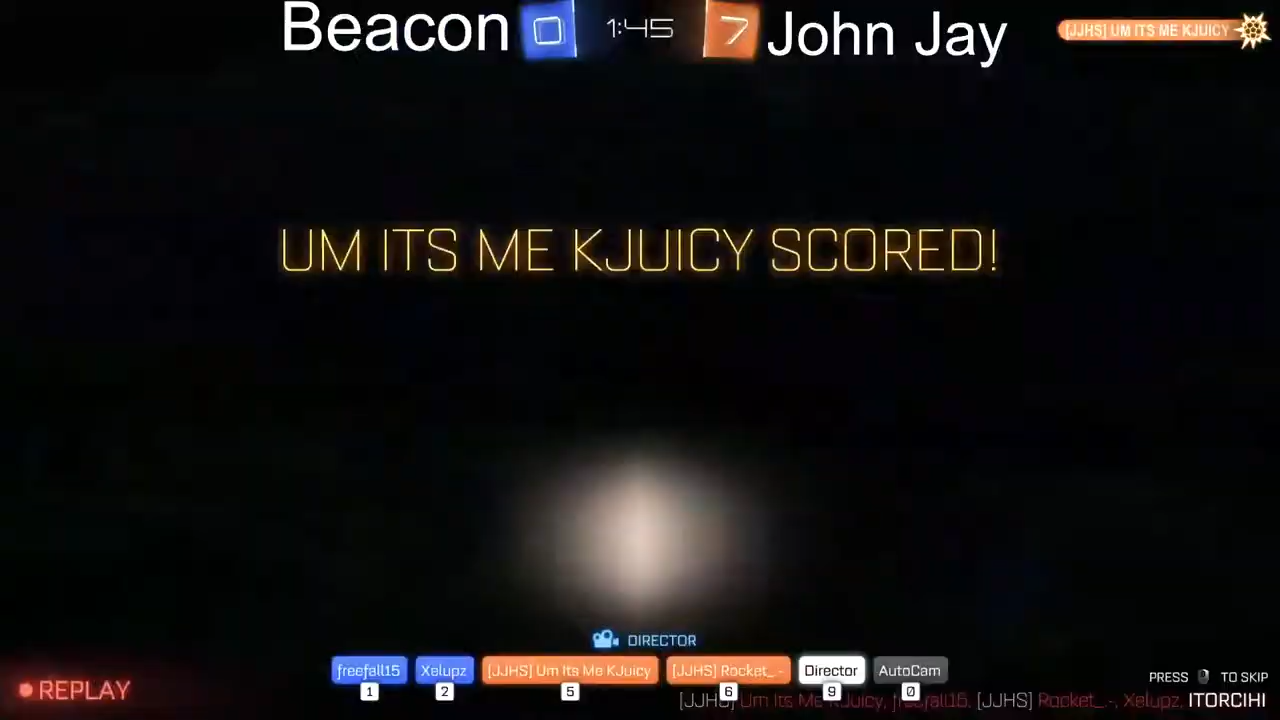 Beacon 0 1:45 7 John Jay
[JJHS] UM ITS ME KJUICY
UM ITS ME KJUICY SCORED!
DIRECTOR
freefall15 Xelupz [JJHS] Um Its Me KJuicy [JJHS] Rocket_.- Director AutoCam
1 2 5 6 9 0
PRESS TO SKIP
REPLAY
[JJHS] Um Its Me KJuicy, freefall15, [JJHS] Rocket_.-, Xelupz, ITORCIHI